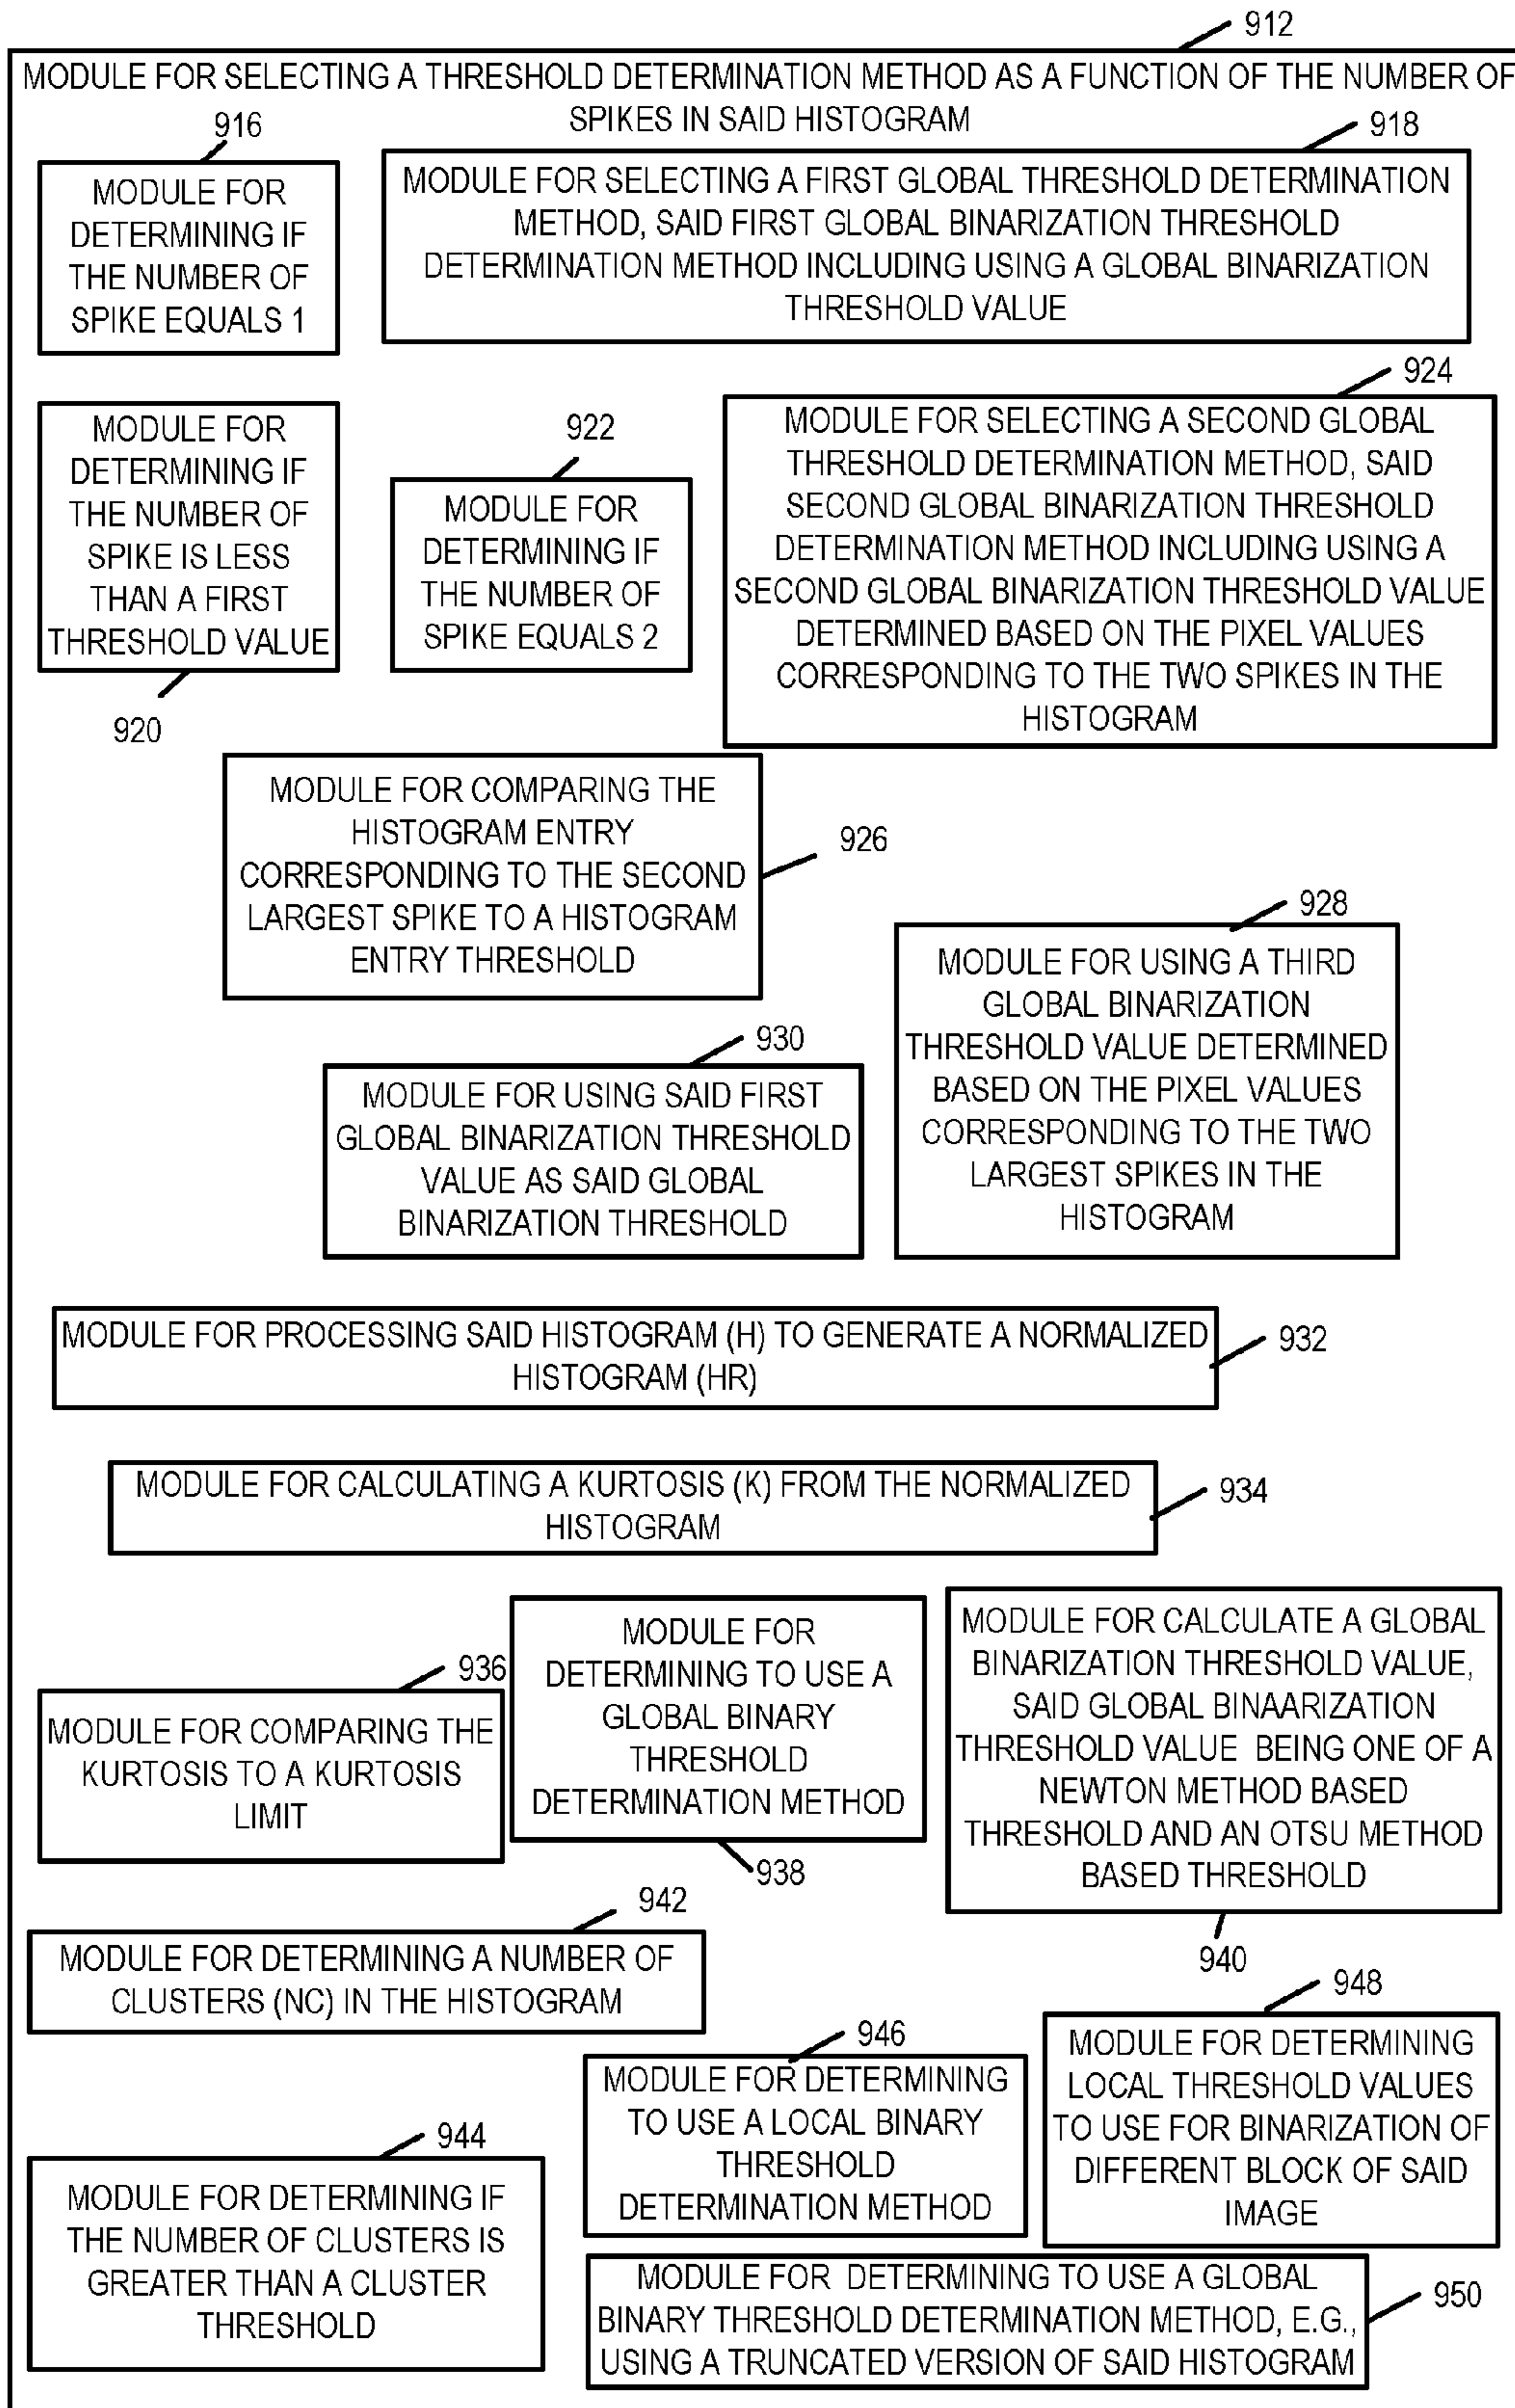 912
MODULE FOR SELECTING A THRESHOLD DETERMINATION METHOD AS A FUNCTION OF THE NUMBER OF
SPIKES IN SAID HISTOGRAM
916
MODULE FOR
DETERMINING IF
THE NUMBER OF
SPIKE EQUALS 1
918
MODULE FOR SELECTING A FIRST GLOBAL THRESHOLD DETERMINATION
METHOD, SAID FIRST GLOBAL BINARIZATION THRESHOLD
DETERMINATION METHOD INCLUDING USING A GLOBAL BINARIZATION
THRESHOLD VALUE
MODULE FOR
DETERMINING IF
THE NUMBER OF
SPIKE IS LESS
THAN A FIRST
THRESHOLD VALUE
920
922
MODULE FOR
DETERMINING IF
THE NUMBER OF
SPIKE EQUALS 2
924
MODULE FOR SELECTING A SECOND GLOBAL
THRESHOLD DETERMINATION METHOD, SAID
SECOND GLOBAL BINARIZATION THRESHOLD
DETERMINATION METHOD INCLUDING USING A
SECOND GLOBAL BINARIZATION THRESHOLD VALUE
DETERMINED BASED ON THE PIXEL VALUES
CORRESPONDING TO THE TWO SPIKES IN THE
HISTOGRAM
MODULE FOR COMPARING THE
HISTOGRAM ENTRY
CORRESPONDING TO THE SECOND
LARGEST SPIKE TO A HISTOGRAM
ENTRY THRESHOLD
926
928
MODULE FOR USING A THIRD
GLOBAL BINARIZATION
THRESHOLD VALUE DETERMINED
BASED ON THE PIXEL VALUES
CORRESPONDING TO THE TWO
LARGEST SPIKES IN THE
HISTOGRAM
930
MODULE FOR USING SAID FIRST
GLOBAL BINARIZATION THRESHOLD
VALUE AS SAID GLOBAL
BINARIZATION THRESHOLD
MODULE FOR PROCESSING SAID HISTOGRAM (H) TO GENERATE A NORMALIZED
HISTOGRAM (HR)
932
MODULE FOR CALCULATING A KURTOSIS (K) FROM THE NORMALIZED
HISTOGRAM
934
936
MODULE FOR COMPARING THE
KURTOSIS TO A KURTOSIS
LIMIT
MODULE FOR
DETERMINING TO USE A
GLOBAL BINARY
THRESHOLD
DETERMINATION METHOD
938
MODULE FOR CALCULATE A GLOBAL
BINARIZATION THRESHOLD VALUE,
SAID GLOBAL BINAARIZATION
THRESHOLD VALUE BEING ONE OF A
NEWTON METHOD BASED
THRESHOLD AND AN OTSU METHOD
BASED THRESHOLD
940
942
MODULE FOR DETERMINING A NUMBER OF
CLUSTERS (NC) IN THE HISTOGRAM
944
MODULE FOR DETERMINING IF
THE NUMBER OF CLUSTERS IS
GREATER THAN A CLUSTER
THRESHOLD
946
MODULE FOR DETERMINING
TO USE A LOCAL BINARY
THRESHOLD
DETERMINATION METHOD
948
MODULE FOR DETERMINING
LOCAL THRESHOLD VALUES
TO USE FOR BINARIZATION OF
DIFFERENT BLOCK OF SAID
IMAGE
MODULE FOR DETERMINING TO USE A GLOBAL
BINARY THRESHOLD DETERMINATION METHOD, E.G.,
USING A TRUNCATED VERSION OF SAID HISTOGRAM
950